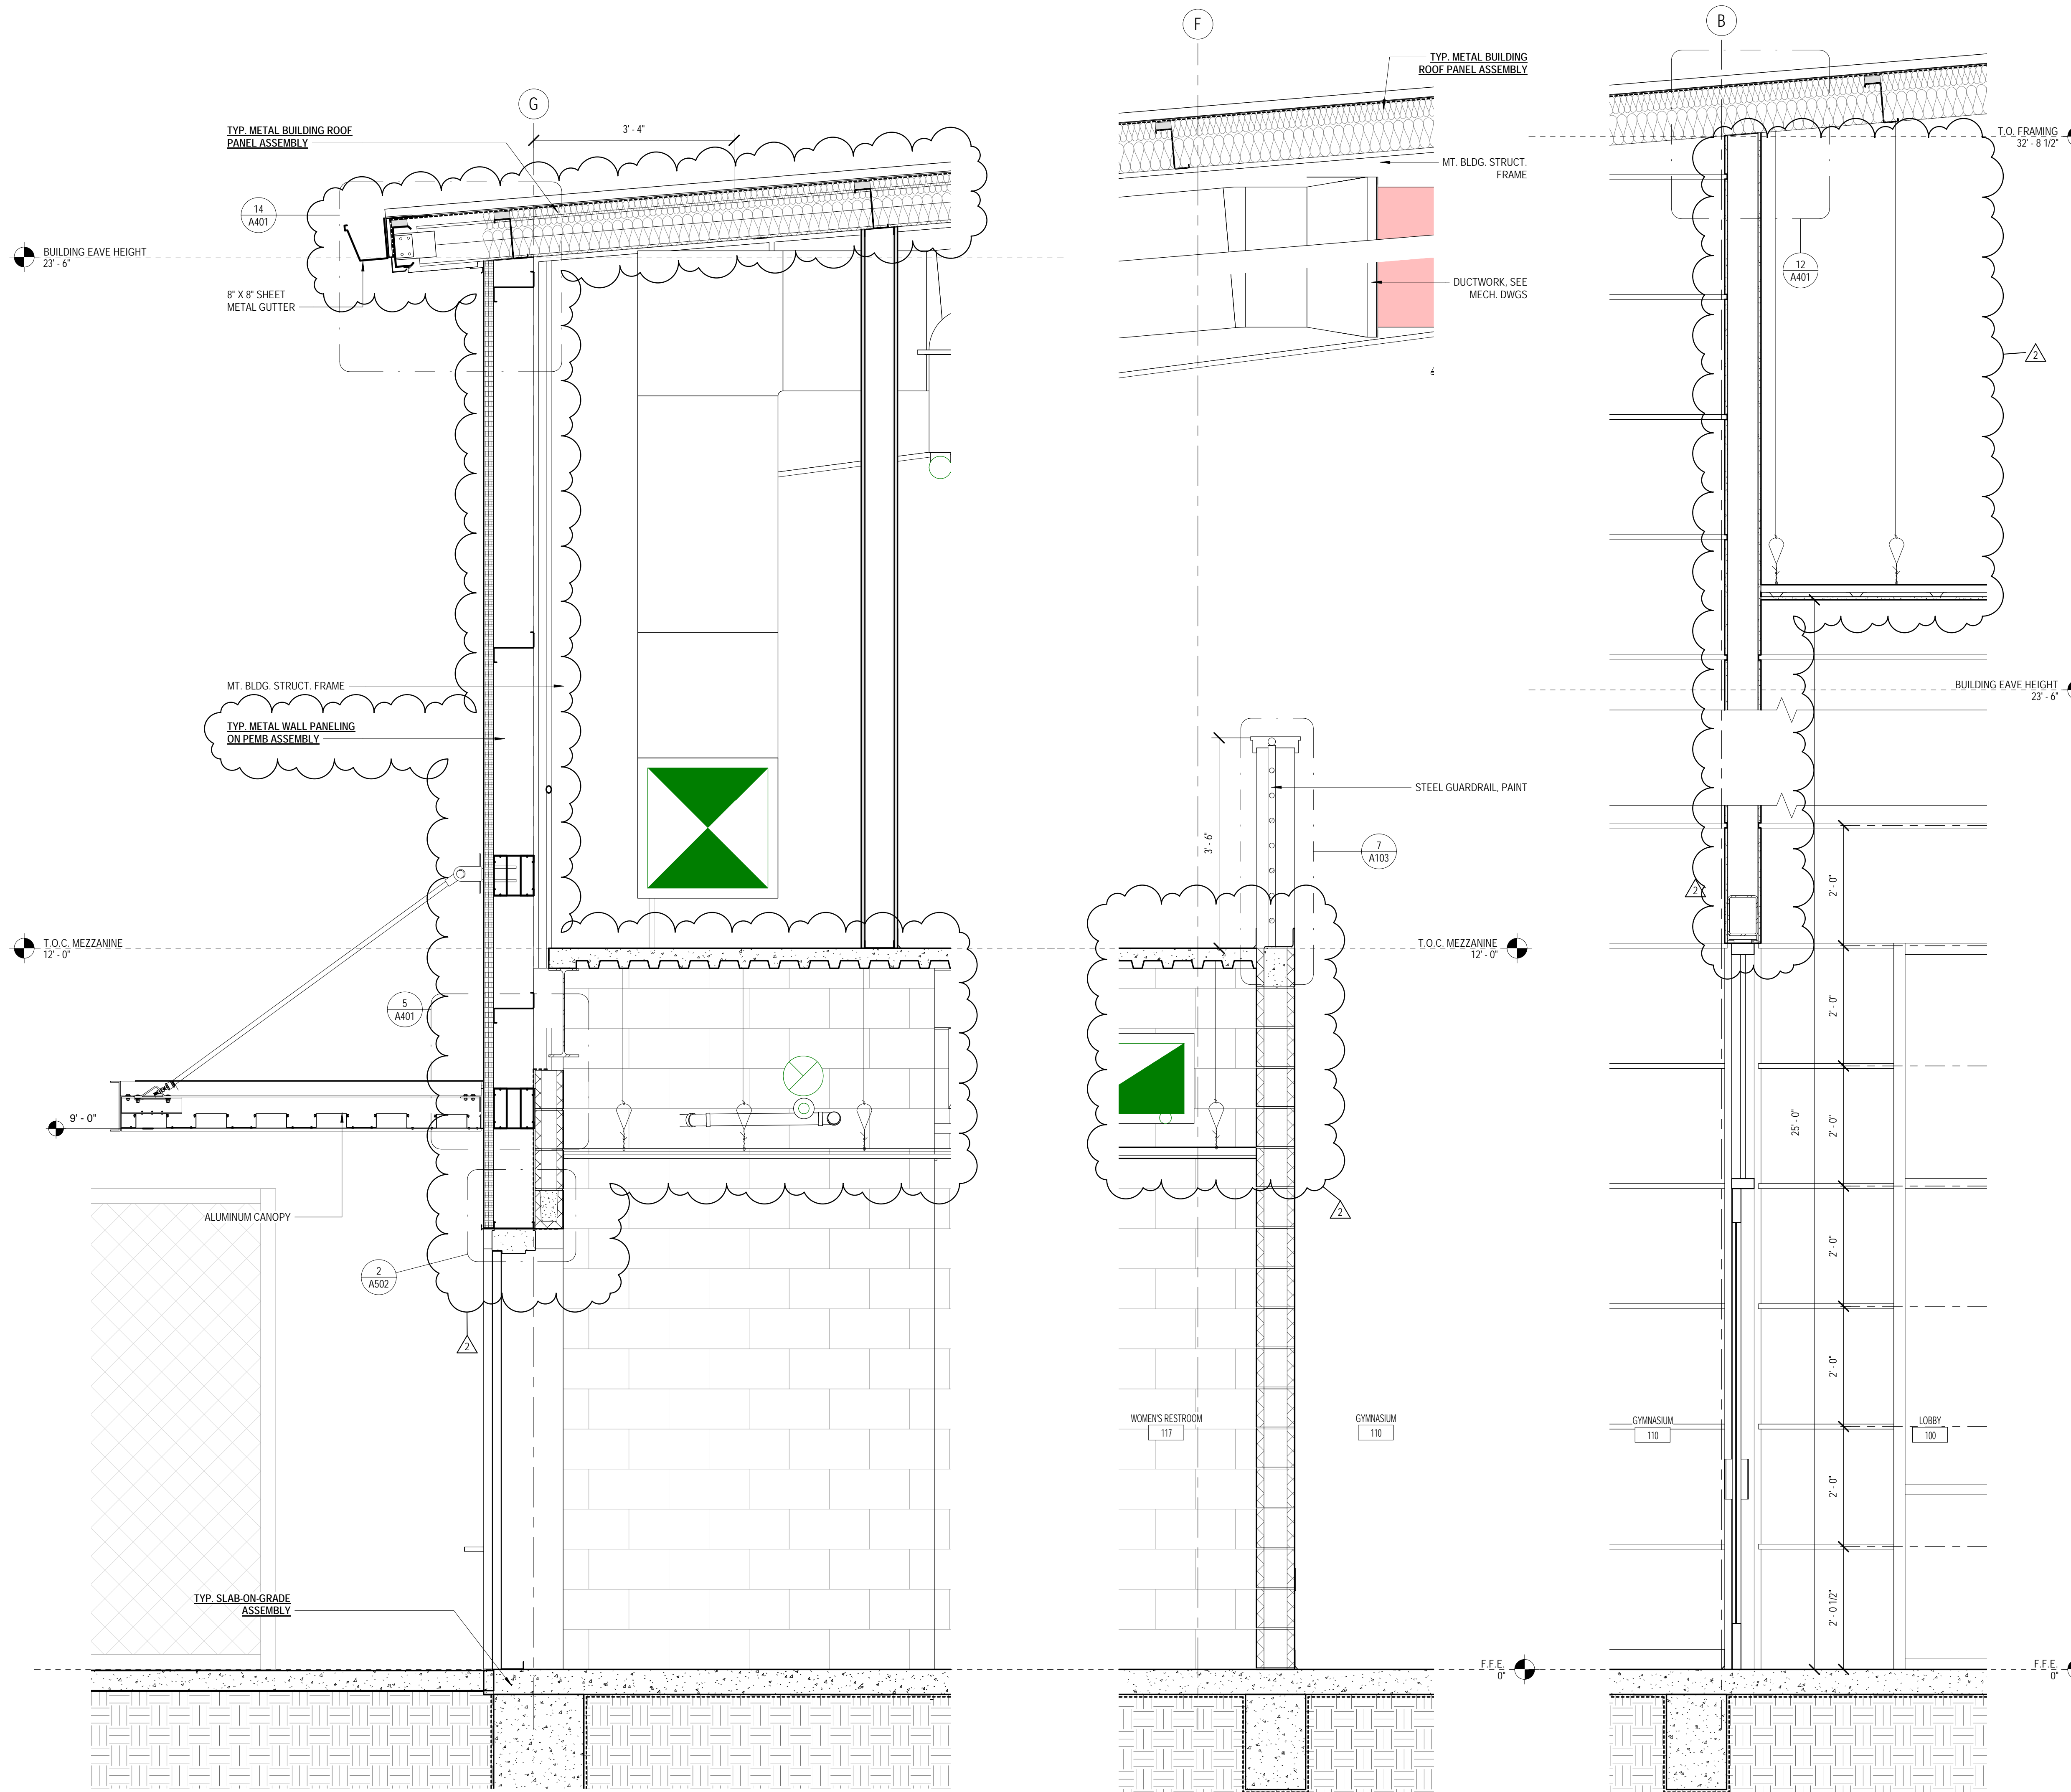 G
3' - 4"
TYP. METAL BUILDING ROOF
PANEL ASSEMBLY
14
A401
BUILDING EAVE HEIGHT
23' - 6"
8" X 8" SHEET
METAL GUTTER
MT. BLDG. STRUCT. FRAME
TYP. METAL WALL PANELING
ON PEMB ASSEMBLY
T.O.C. MEZZANINE
12' - 0"
5
A401
9' - 0"
ALUMINUM CANOPY
2
A502
2
TYP. SLAB-ON-GRADE
ASSEMBLY
F
TYP. METAL BUILDING
ROOF PANEL ASSEMBLY
MT. BLDG. STRUCT.
FRAME
DUCTWORK, SEE
MECH. DWGS
STEEL GUARDRAIL, PAINT
3' - 6"
7
A103
T.O.C. MEZZANINE
12' - 0"
2
WOMEN'S RESTROOM
117
GYMNASIUM
110
F.F.E.
0"
B
T.O. FRAMING
32' - 8 1/2"
12
A401
2
BUILDING EAVE HEIGHT
23' - 6"
2
2' - 0"
2' - 0"
25' - 0"
2' - 0"
2' - 0"
2' - 0"
GYMNASIUM
110
LOBBY
100
2' - 0"
2' - 0 1/2"
F.F.E.
0"